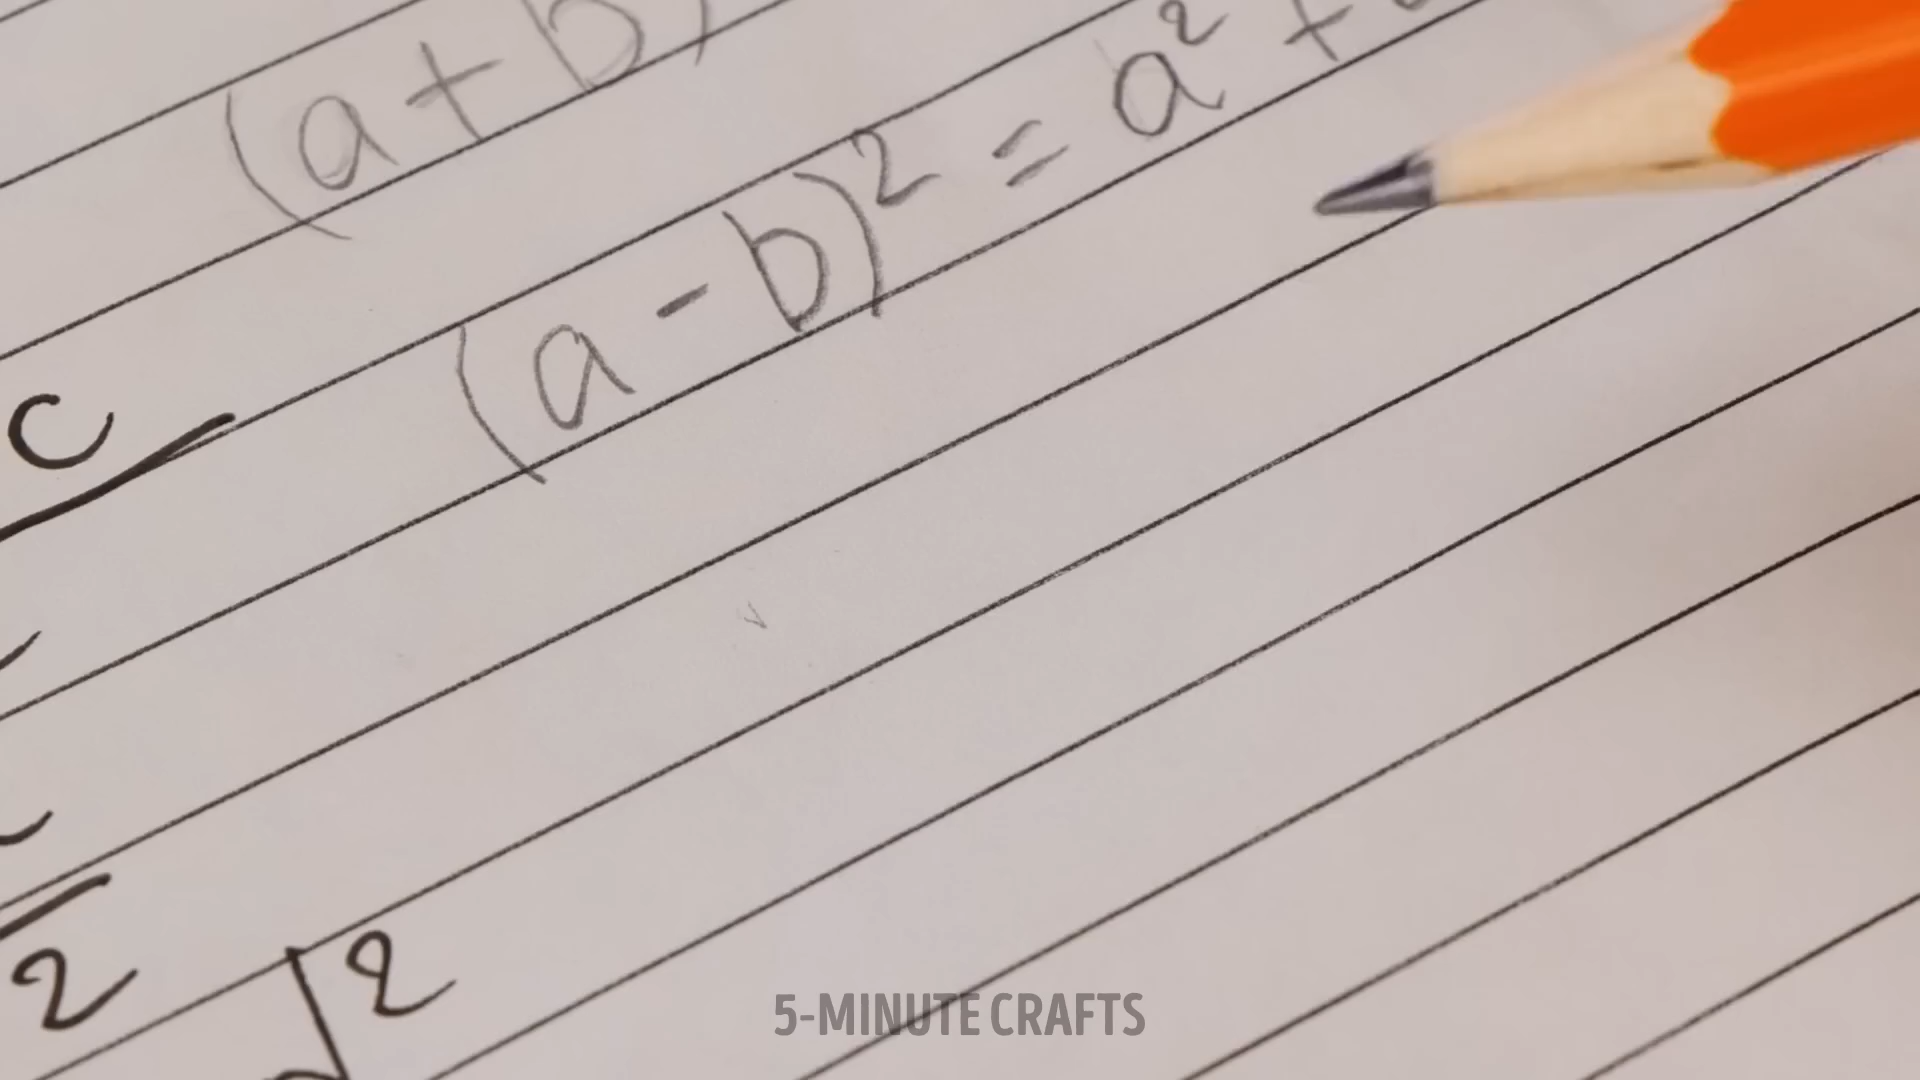 (a + b)
(a - b)² = a² +
c
2
2
5-MINUTE CRAFTS